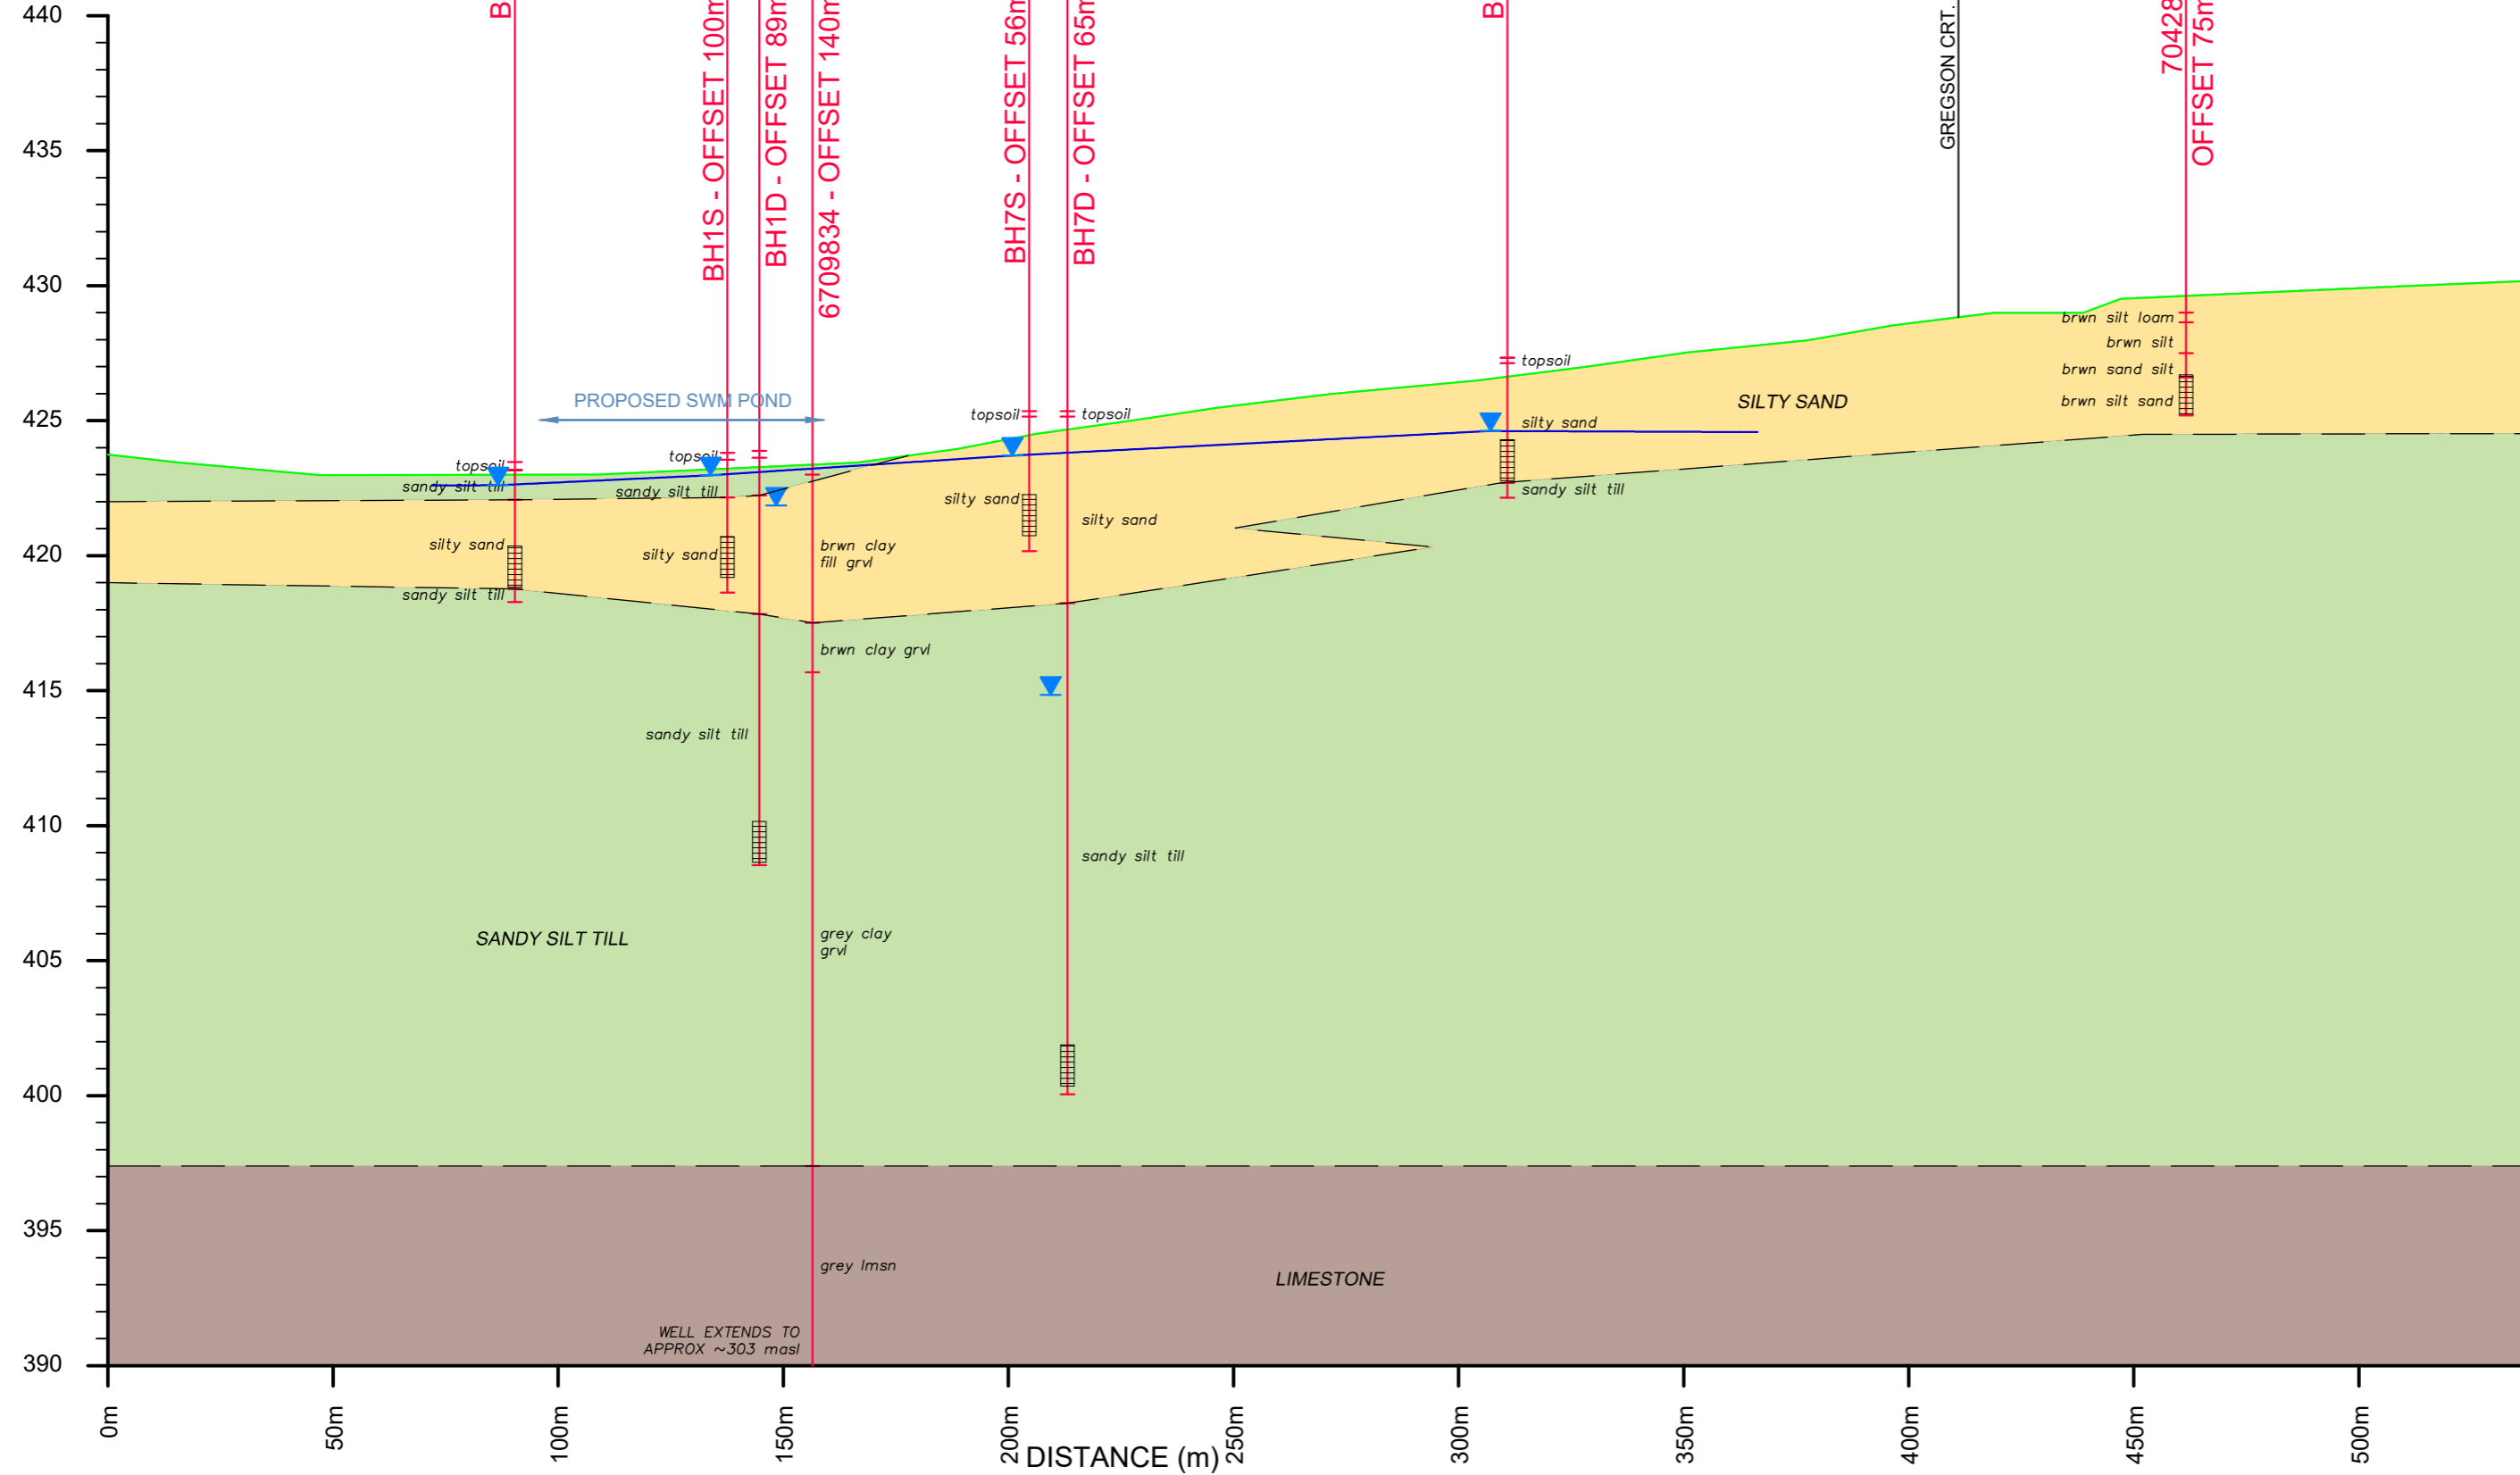 440
435
430
425
420
415
410
405
400
395
390
B
BH1S - OFFSET 100m
BH1D - OFFSET 89m
6709834 - OFFSET 140m
BH7S - OFFSET 56m
BH7D - OFFSET 65m
B
GREGSON CRT.
70428
OFFSET 75m
PROPOSED SWM POND
topsoil
sandy silt till
silty sand
sandy silt till
topsoil
sandy silt till
silty sand
sandy silt till
brwn clay
fill grvl
brwn clay grvl
grey clay
grvl
grey lmsn
WELL EXTENDS TO
APPROX ~303 masl
topsoil
silty sand
topsoil
silty sand
sandy silt till
topsoil
silty sand
sandy silt till
SILTY SAND
brwn silt loam
brwn silt
brwn sand silt
brwn silt sand
SANDY SILT TILL
LIMESTONE
0m
50m
100m
150m
200m
250m
300m
350m
400m
450m
500m
DISTANCE (m)